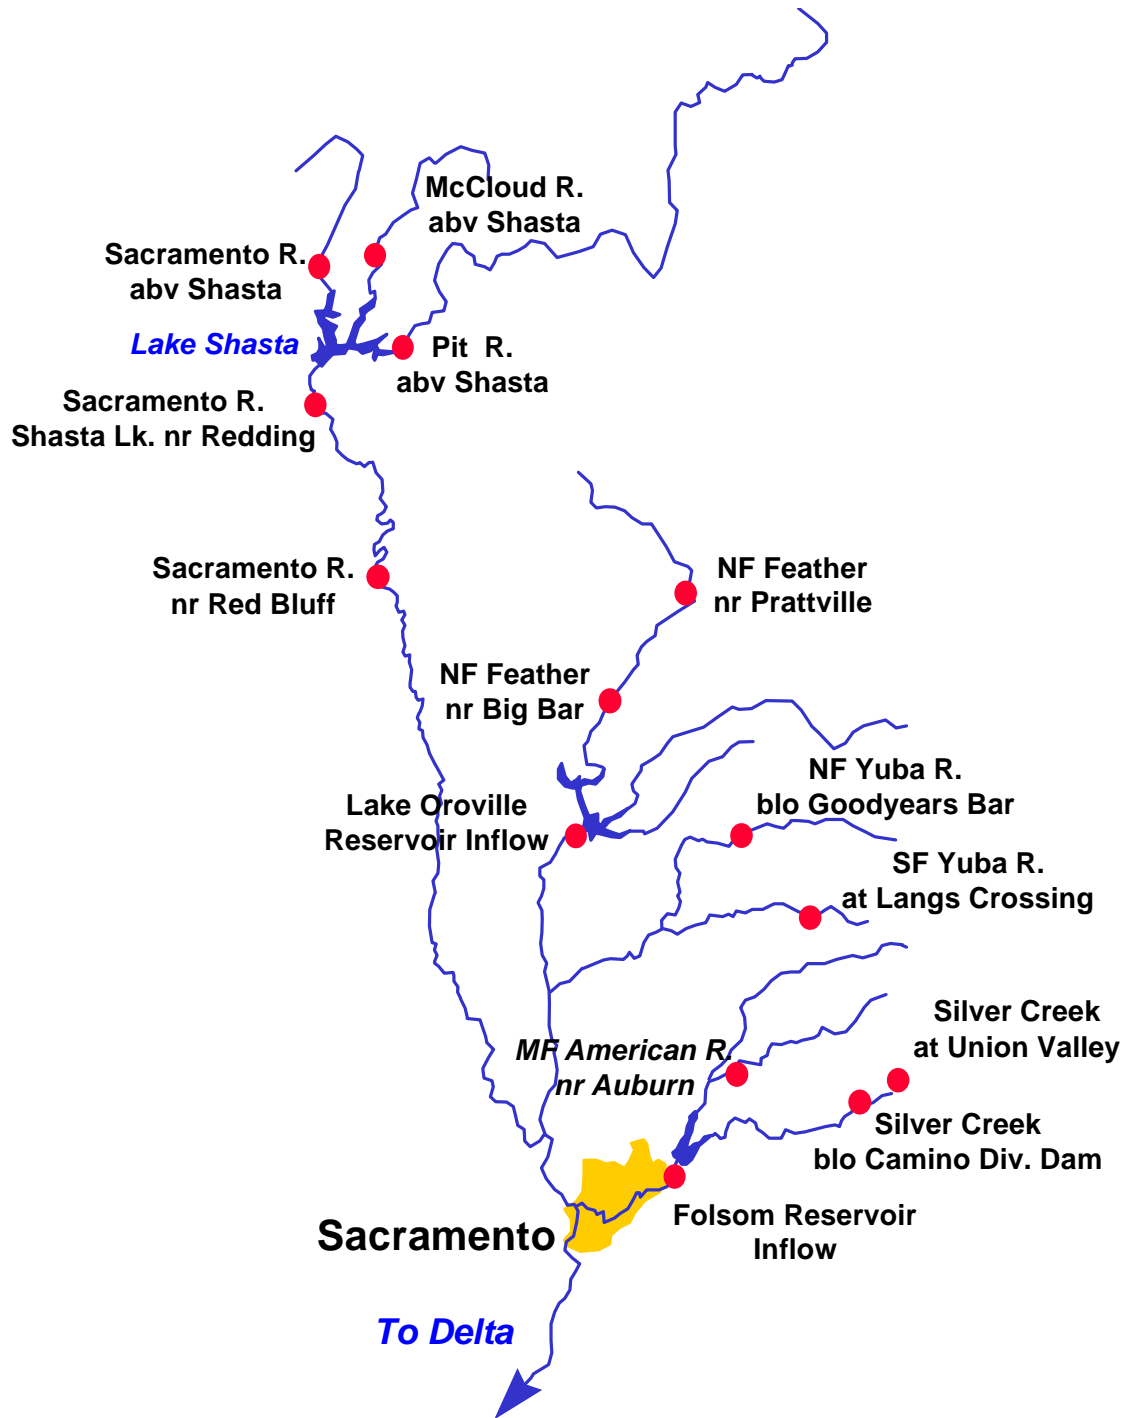 McCloud R.
abv Shasta
Sacramento R.
abv Shasta
Lake Shasta
Pit R.
abv Shasta
Sacramento R.
Shasta Lk. nr Redding
Sacramento R.
nr Red Bluff
NF Feather
nr Prattville
NF Feather
nr Big Bar
NF Yuba R.
blo Goodyears Bar
Lake Oroville
Reservoir Inflow
SF Yuba R.
at Langs Crossing
Silver Creek
at Union Valley
MF American R.
nr Auburn
Silver Creek
blo Camino Div. Dam
Folsom Reservoir
Inflow
Sacramento
To Delta